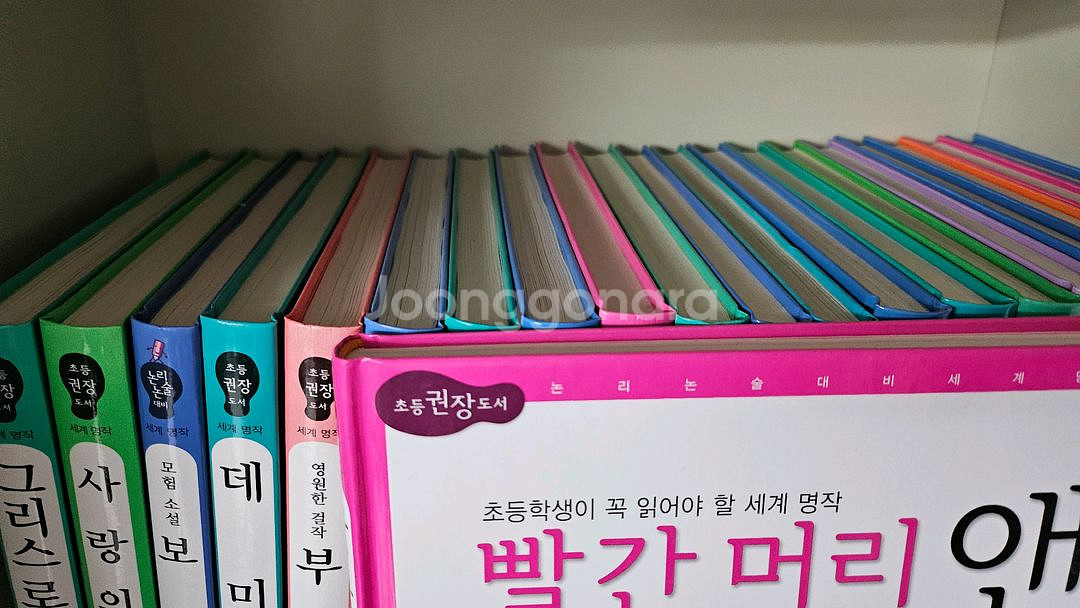 초등
권장
도서
세계 명작
그리스로
초등
권장
도서
세계 명작
사랑의
논리
논술
대비
세계 명작
모험 소설
보
초등
권장
도서
세계 명작
데미
초등
권장
도서
세계 명작
영원한 걸작
부
초등권장도서
논리논술대비세계
초등학생이 꼭 읽어야 할 세계 명작
빨간 머리 앤
Joonggonara